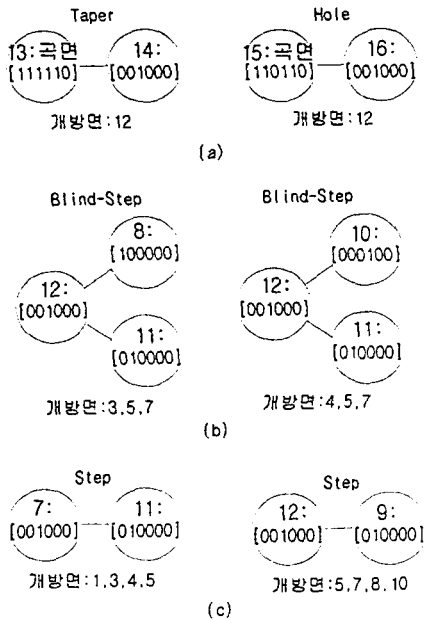 Taper Hole
13:곡면 14: 15:곡면 16:
[111110] [001000] [110110] [001000]
개방면:12 개방면:12
(a)
Blind-Step Blind-Step
8: 10:
[100000] [000100]
12: 12:
[001000] [001000]
11: 11:
[010000] [010000]
개방면:3,5,7 개방면:4,5,7
(b)
Step Step
7: 11: 12: 9:
[001000] [010000] [001000] [010000]
개방면:1,3,4,5 개방면:5,7,8,10
(c)